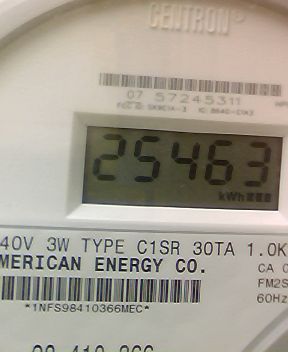 CENTRON®
07 57245311
25463
kWh
40V 3W TYPE C1SR 30TA 1.0K
MERICAN ENERGY CO.
CA 0
FM2S
60Hz
*1NFS98410366MEC*